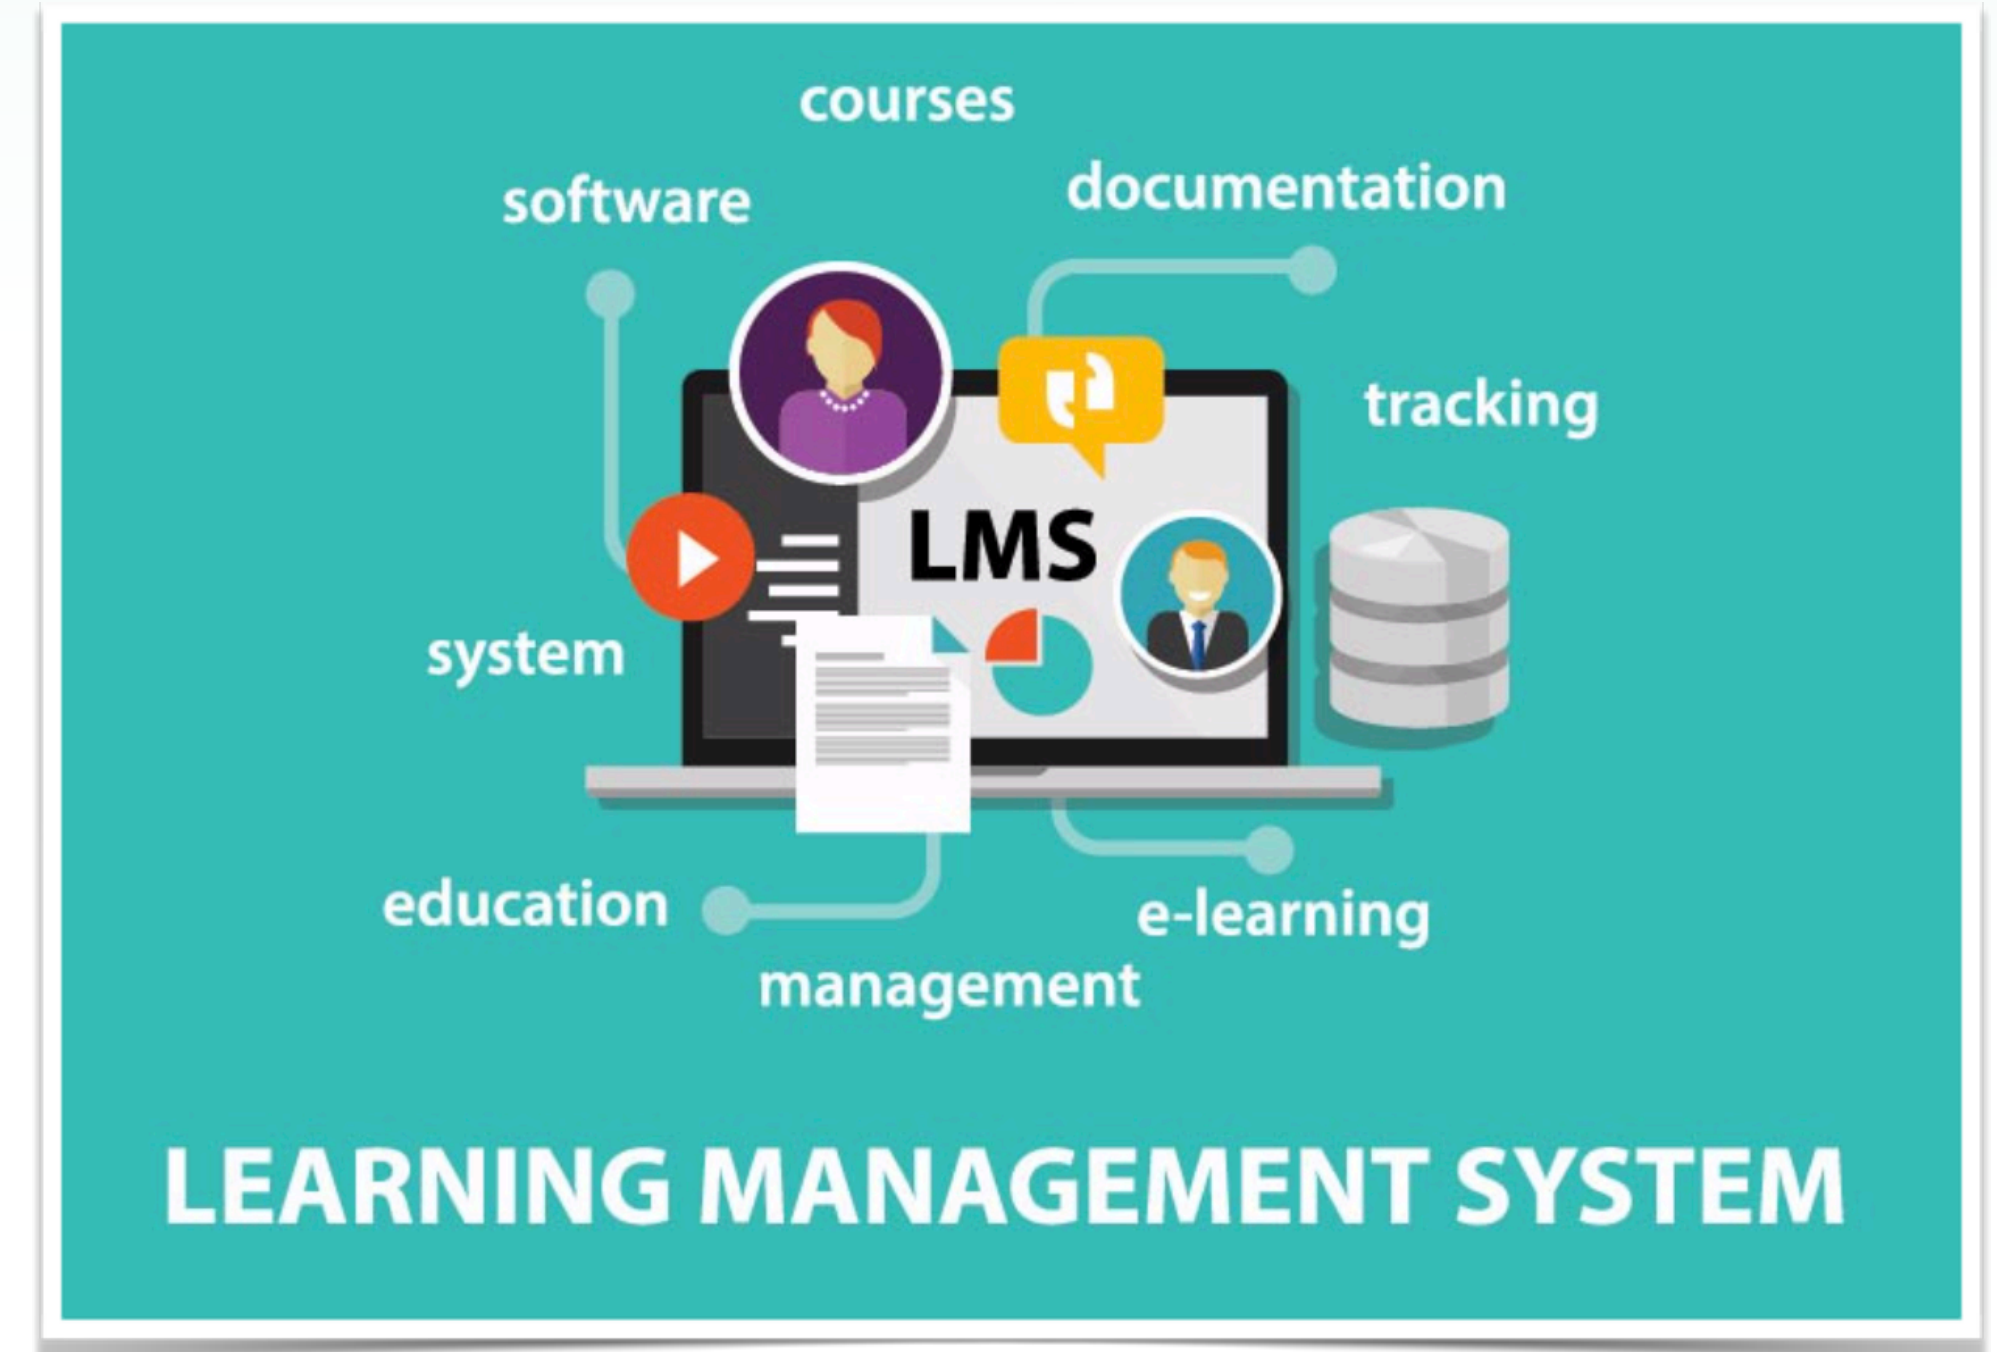 courses
software
documentation
tracking
LMS
system
education
e-learning
management
LEARNING MANAGEMENT SYSTEM